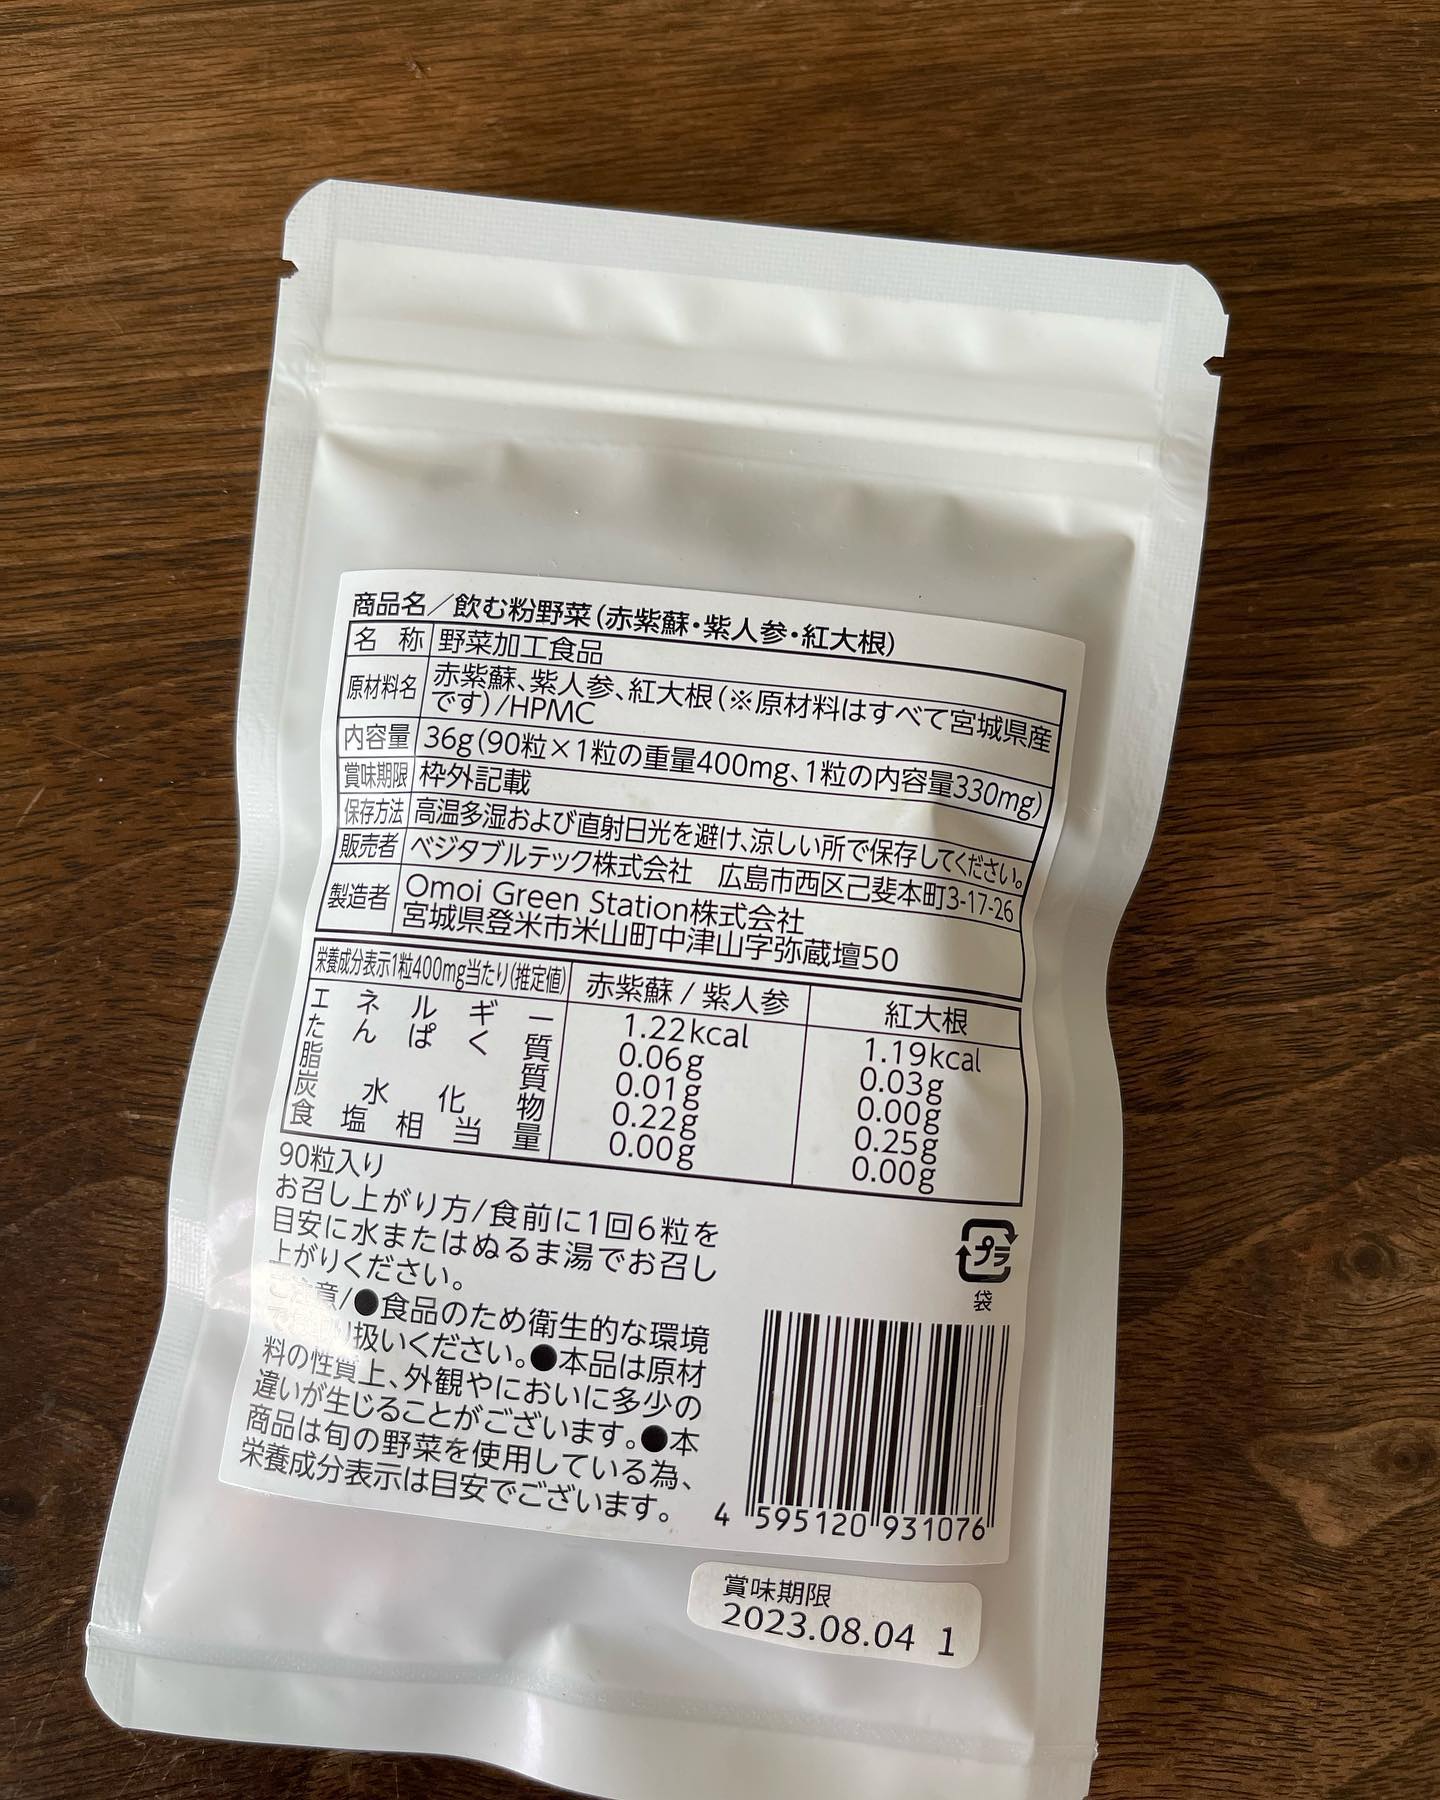 商品名／飲む粉野菜（赤紫蘇・紫人参・紅大根）
名称 野菜加工食品
原材料名 赤紫蘇、紫人参、紅大根（※原材料はすべて宮城県産
です）/HPMC
内容量 36g（90粒×1粒の重量400mg、1粒の内容量330mg）
賞味期限 枠外記載
保存方法 高温多湿および直射日光を避け、涼しい所で保存してください。
販売者 ベジタブルテック株式会社 広島市西区己斐本町3-17-26
製造者 Omoi Green Station株式会社
宮城県登米市米山町中津山字弥蔵壇50
栄養成分表示1粒400mg当たり（推定値） 赤紫蘇 / 紫人参 紅大根
エネルギー 1.22kcal 1.19kcal
たんぱく質 0.06g 0.03g
脂質 0.01g 0.00g
炭水化物 0.22g 0.25g
食塩相当量 0.00g 0.00g
90粒入り
お召し上がり方/食前に1回6粒を
目安に水またはぬるま湯でお召し
上がりください。
ご注意/●食品のため衛生的な環境
り扱いください。●本品は原材
料の性質上、外観やにおいに多少の
違いが生じることがございます。●本
商品は旬の野菜を使用している為、
栄養成分表示は目安でございます。
プラ
袋
4 595120 931076
賞味期限
2023.08.04 1